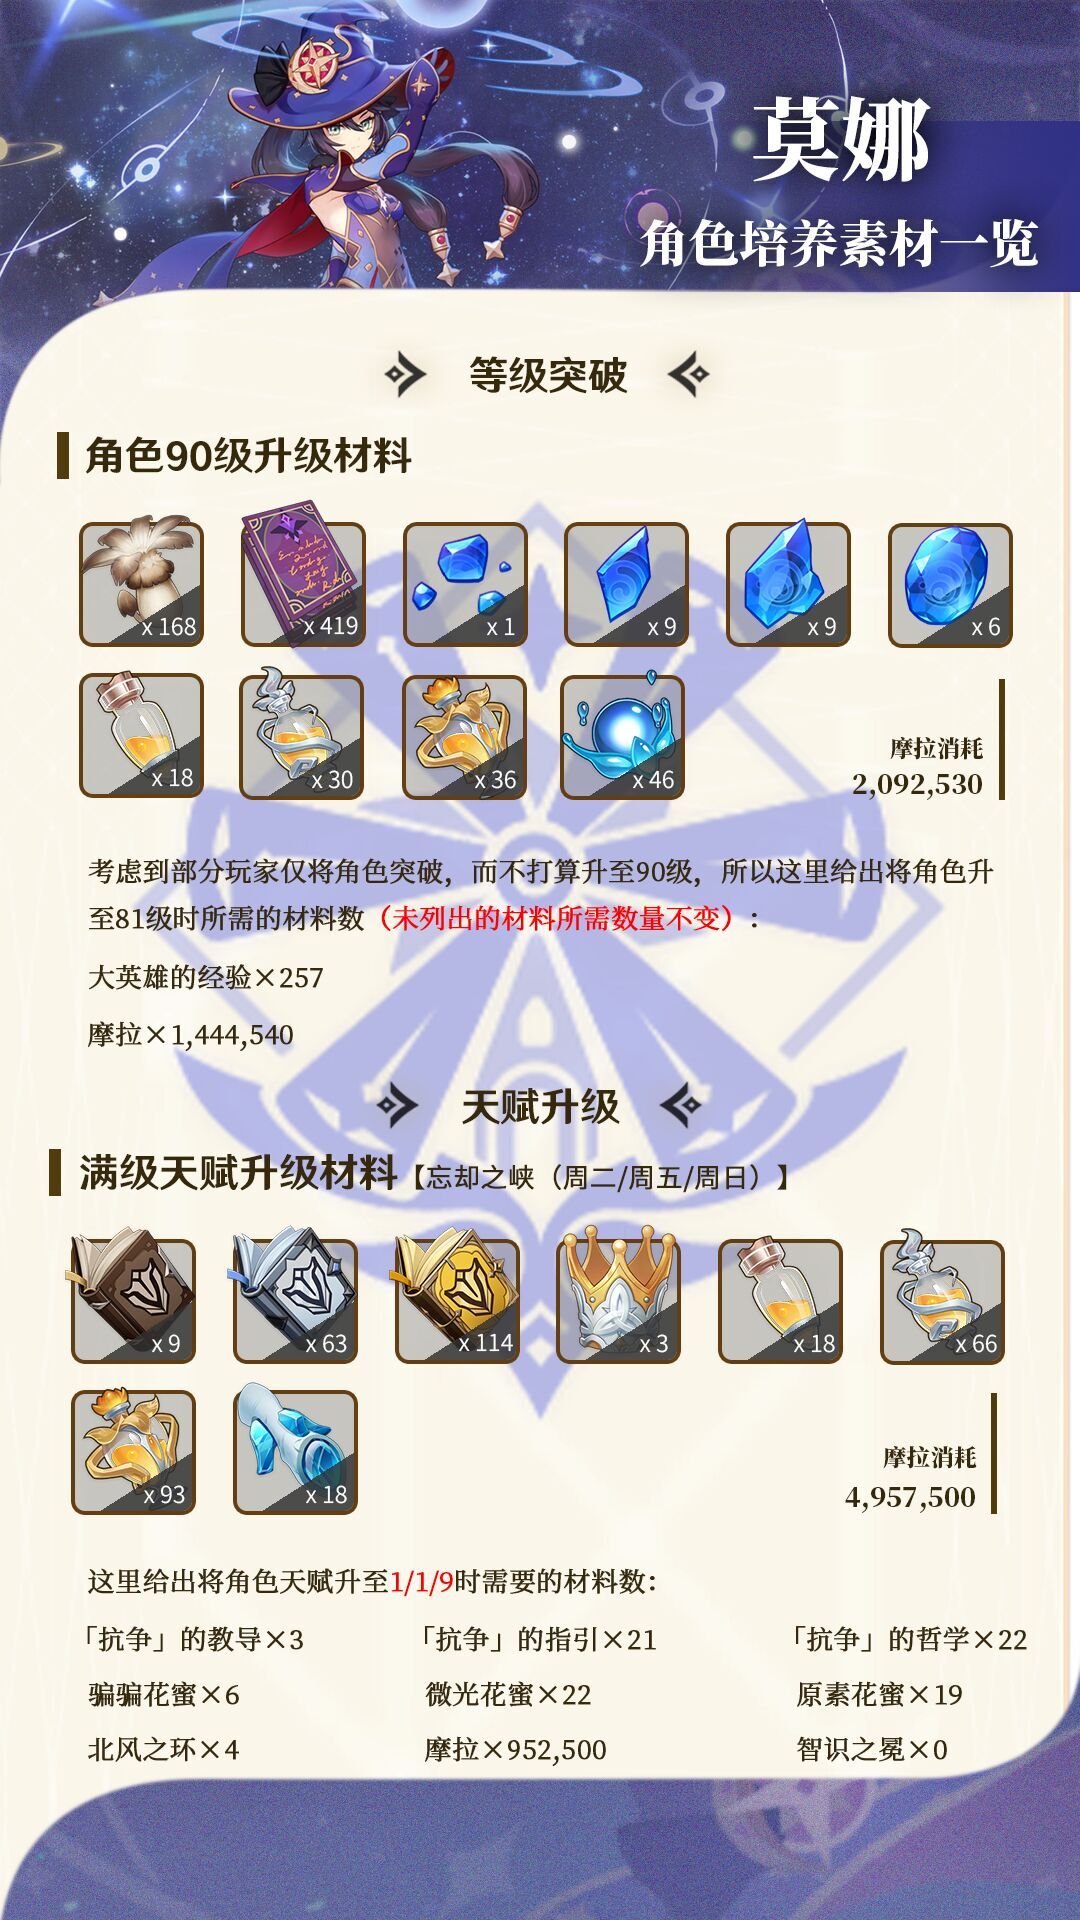 莫娜
角色培养素材一览
等级突破
角色90级升级材料
x 168
x 419
x 1
x 9
x 9
x 6
x 18
x 30
x 36
x 46
摩拉消耗
2,092,530
考虑到部分玩家仅将角色突破，而不打算升至90级，所以这里给出将角色升
至81级时所需的材料数（未列出的材料所需数量不变）：
大英雄的经验×257
摩拉×1,444,540
天赋升级
满级天赋升级材料【忘却之峡（周二/周五/周日）】
x 9
x 63
x 114
x 3
x 18
x 66
x 93
x 18
摩拉消耗
4,957,500
这里给出将角色天赋升至1/1/9时需要的材料数：
「抗争」的教导×3 「抗争」的指引×21 「抗争」的哲学×22
骗骗花蜜×6 微光花蜜×22 原素花蜜×19
北风之环×4 摩拉×952,500 智识之冕×0